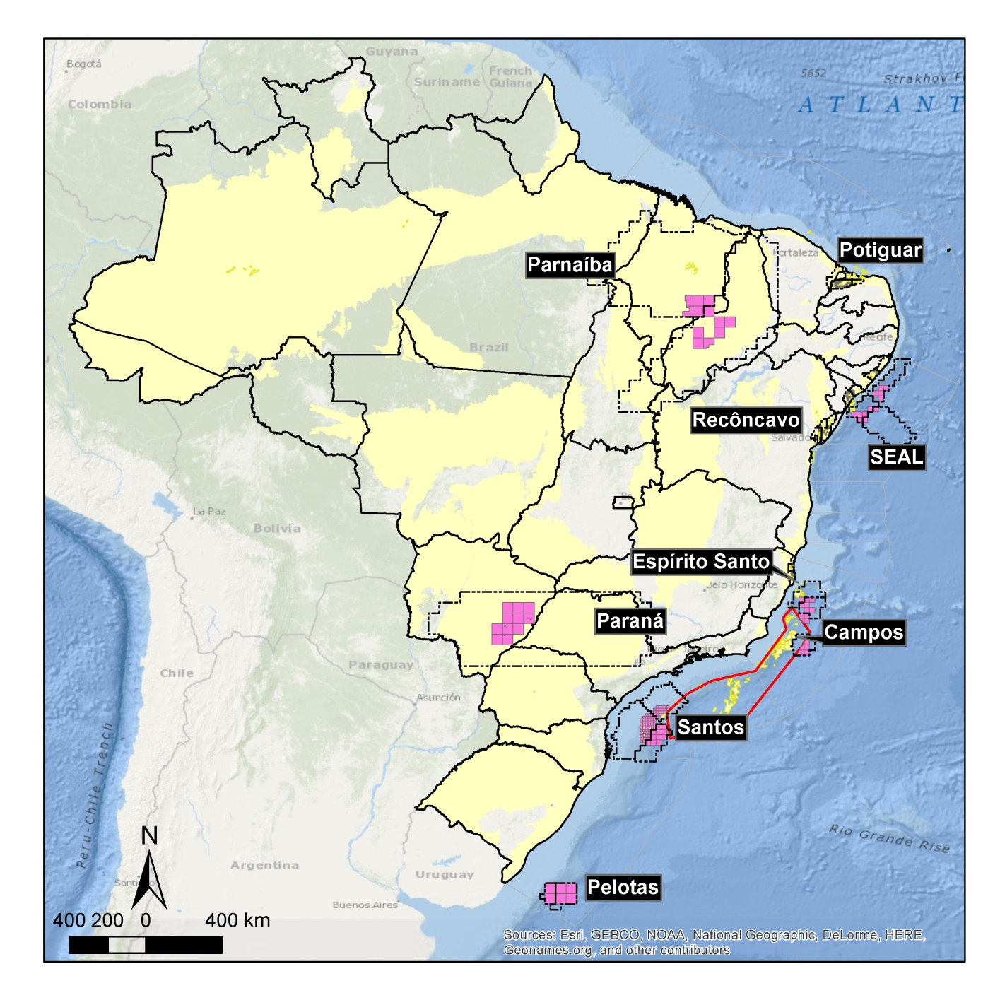 Guyana
Bogotá
5652
Suriname
French
Guiana
Strakhov F
Colombia
ATLANT
Fortaleza
Potiguar
Parnaíba
Brazil
Recife
Recôncavo
Salvado
SEAL
La Paz
Bolivia
Espírito Santo
Belo Horizonte
Paraná
Campos
Paraguay
Chile
Asunción
Santos
Peru-Chile Trench
Rio Grande Rise
N
Argentina
Uruguay
Pelotas
Buenos Aires
400 200 0 400 km
Sources: Esri, GEBCO, NOAA, National Geographic, DeLorme, HERE,
Geonames.org, and other contributors